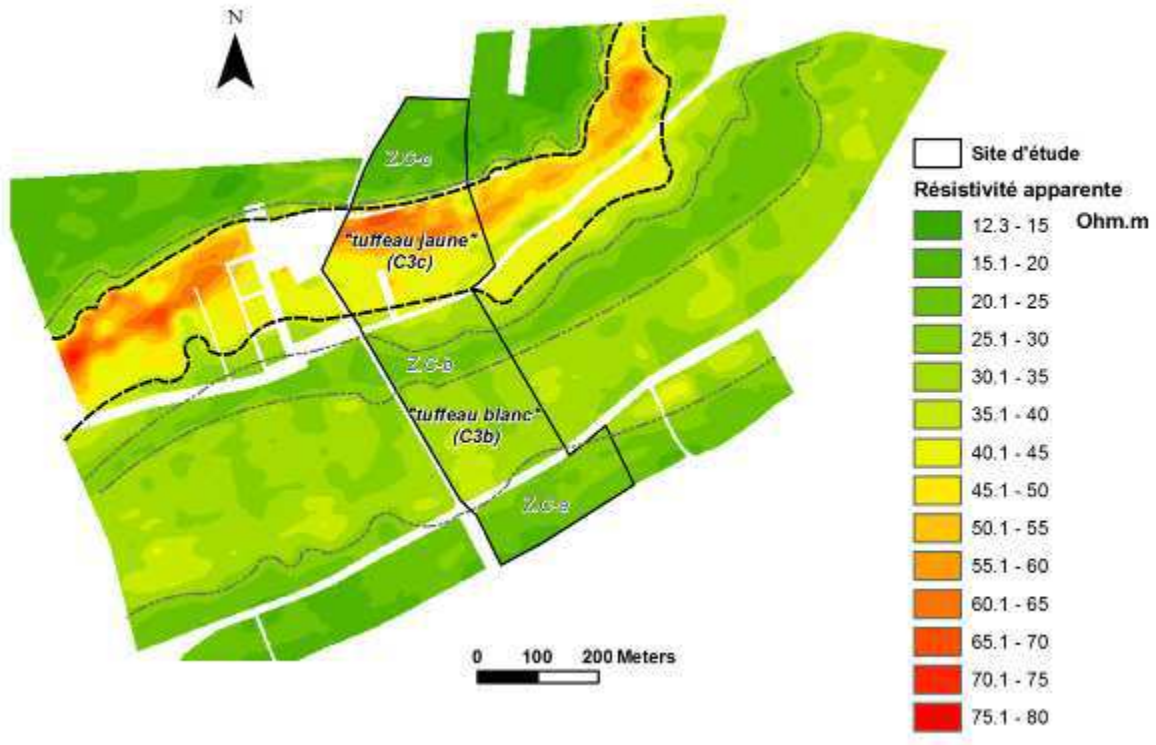 N
Z.C-c
"tuffeau jaune"
(C3c)
Z.C-b
"tuffeau blanc"
(C3b)
Z.C-a
0 100 200 Meters
Site d'étude
Résistivité apparente
Ohm.m
12.3 - 15
15.1 - 20
20.1 - 25
25.1 - 30
30.1 - 35
35.1 - 40
40.1 - 45
45.1 - 50
50.1 - 55
55.1 - 60
60.1 - 65
65.1 - 70
70.1 - 75
75.1 - 80